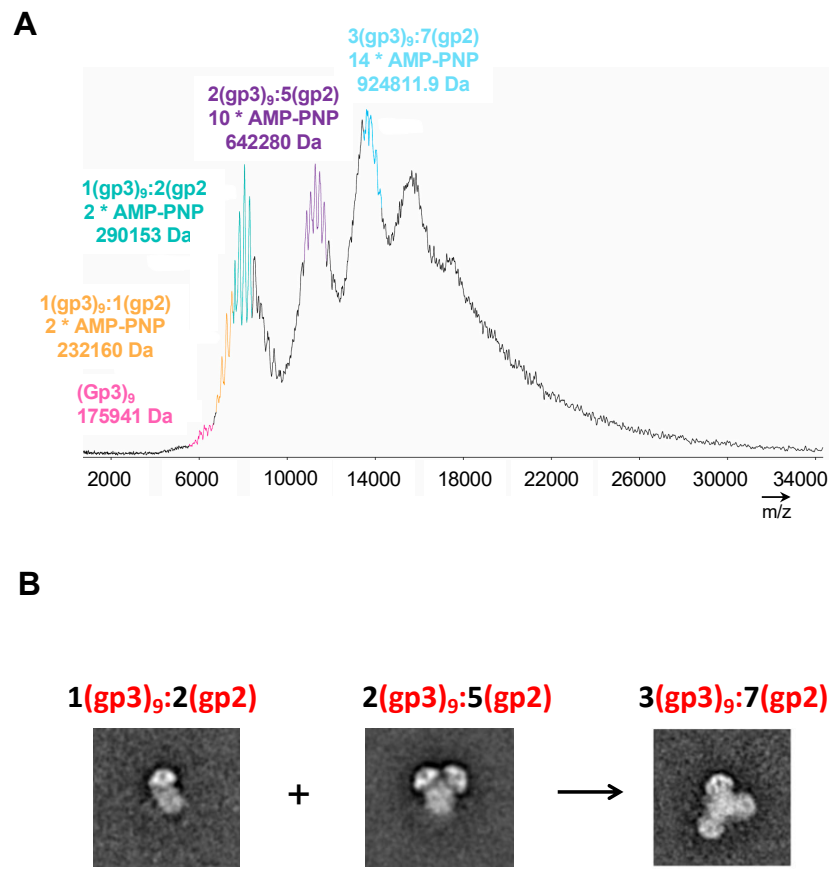 A
3(gp3)₉:7(gp2)
14 * AMP-PNP
924811.9 Da
2(gp3)₉:5(gp2)
10 * AMP-PNP
642280 Da
1(gp3)₉:2(gp2
2 * AMP-PNP
290153 Da
1(gp3)₉:1(gp2)
2 * AMP-PNP
232160 Da
(Gp3)₉
175941 Da
2000 6000 10000 14000 18000 22000 26000 30000 34000
m/z
B
1(gp3)₉:2(gp2) 2(gp3)₉:5(gp2) 3(gp3)₉:7(gp2)
+